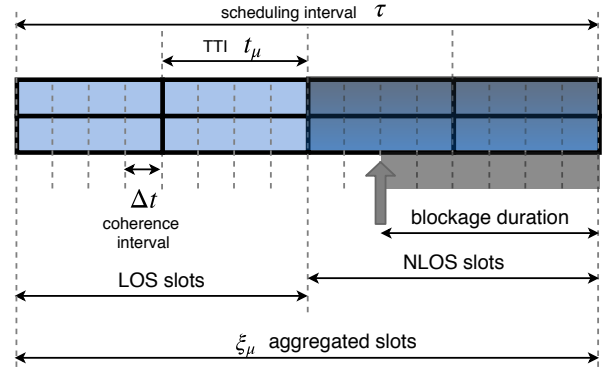 scheduling interval τ
TTI t_μ
Δt
coherence
interval
blockage duration
NLOS slots
LOS slots
ξ_μ aggregated slots